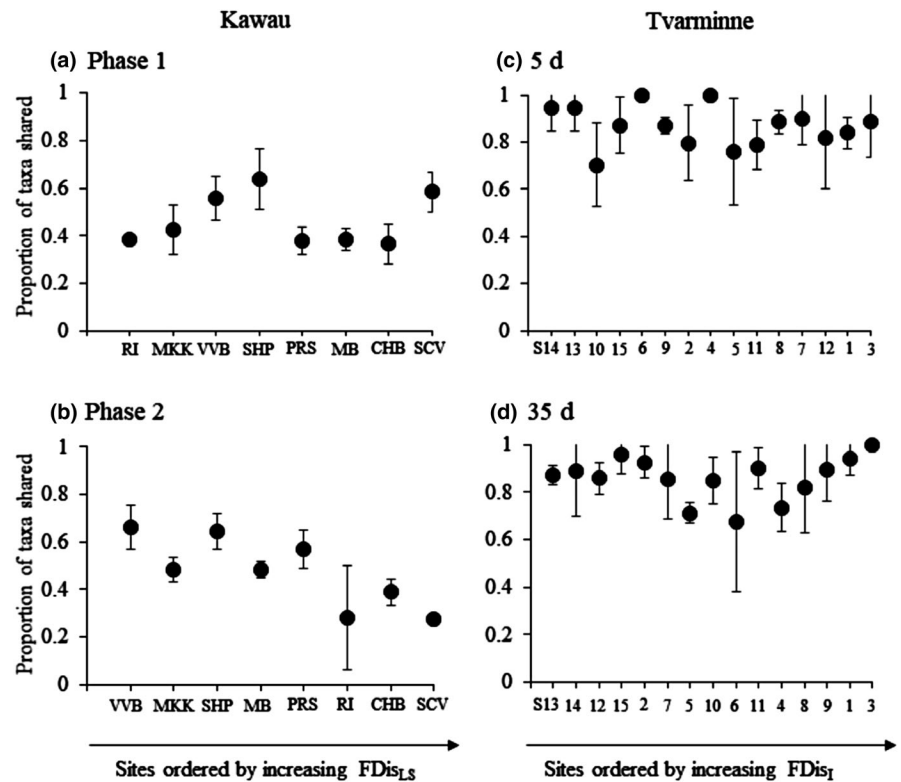 Kawau
Tvarminne
(a) Phase 1
(c) 5 d
Proportion of taxa shared
1
0.8
0.6
0.4
0.2
0
RI MKK VVB SHP PRS MB CHB SCV
1
0.8
0.6
0.4
0.2
0
S14 13 10 15 6 9 2 4 5 11 8 7 12 1 3
(b) Phase 2
(d) 35 d
Proportion of taxa shared
1
0.8
0.6
0.4
0.2
0
VVB MKK SHP MB PRS RI CHB SCV
1
0.8
0.6
0.4
0.2
0
S13 14 12 15 2 7 5 10 6 11 4 8 9 1 3
Sites ordered by increasing FDisLS
Sites ordered by increasing FDisI